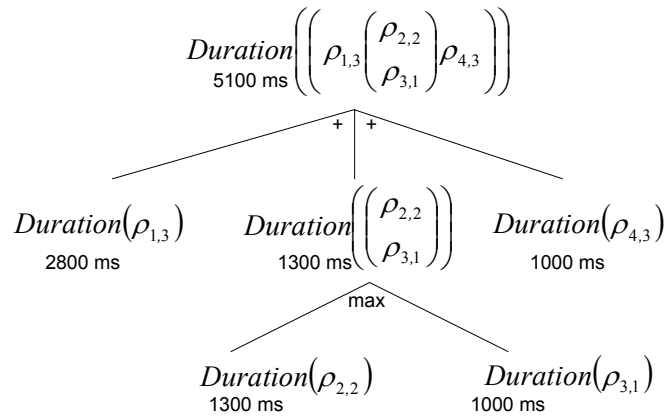 Duration((ρ1,3 (ρ2,2 ρ3,1) ρ4,3))
5100 ms
+ +
Duration(ρ1,3) Duration((ρ2,2 ρ3,1)) Duration(ρ4,3)
2800 ms 1300 ms 1000 ms
max
Duration(ρ2,2) Duration(ρ3,1)
1300 ms 1000 ms